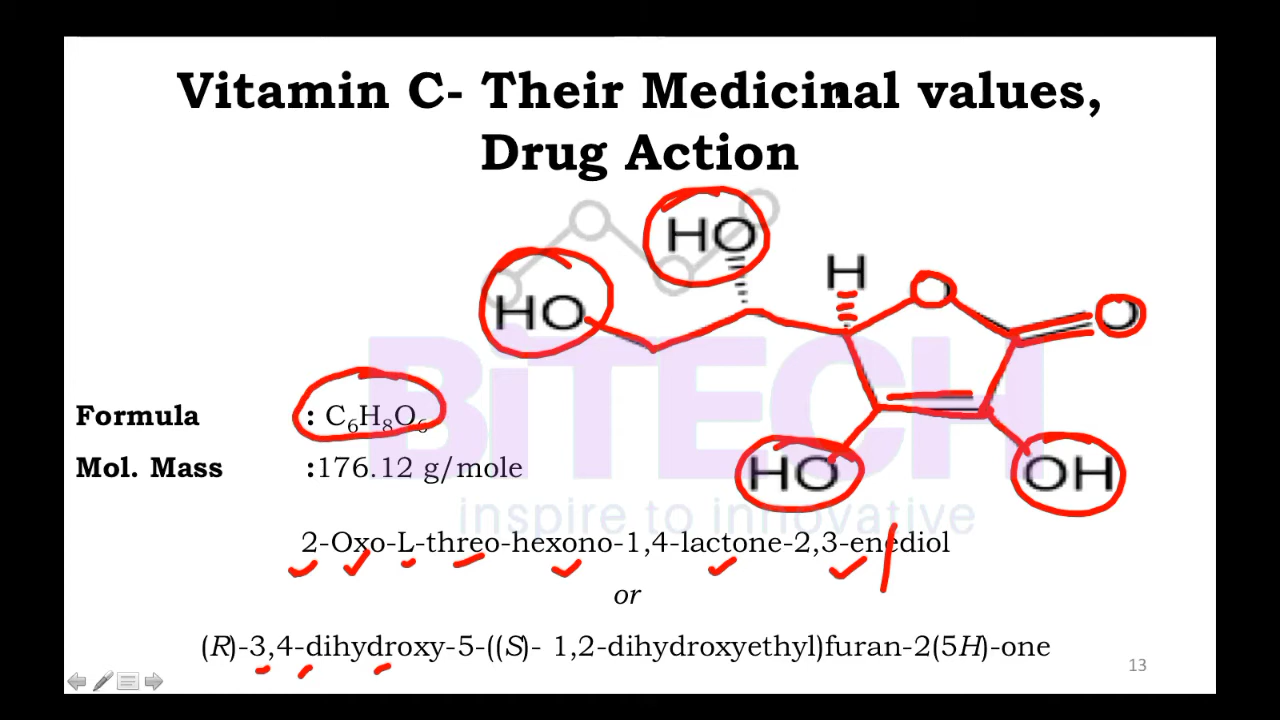 Vitamin C- Their Medicinal values,
Drug Action
HO
HO
H
O
O
HO
OH
BiTECH
inspire to innovative
Formula : C₆H₈O₆
Mol. Mass :176.12 g/mole
2-Oxo-L-threo-hexono-1,4-lactone-2,3-enediol
or
(R)-3,4-dihydroxy-5-((S)- 1,2-dihydroxyethyl)furan-2(5H)-one
13